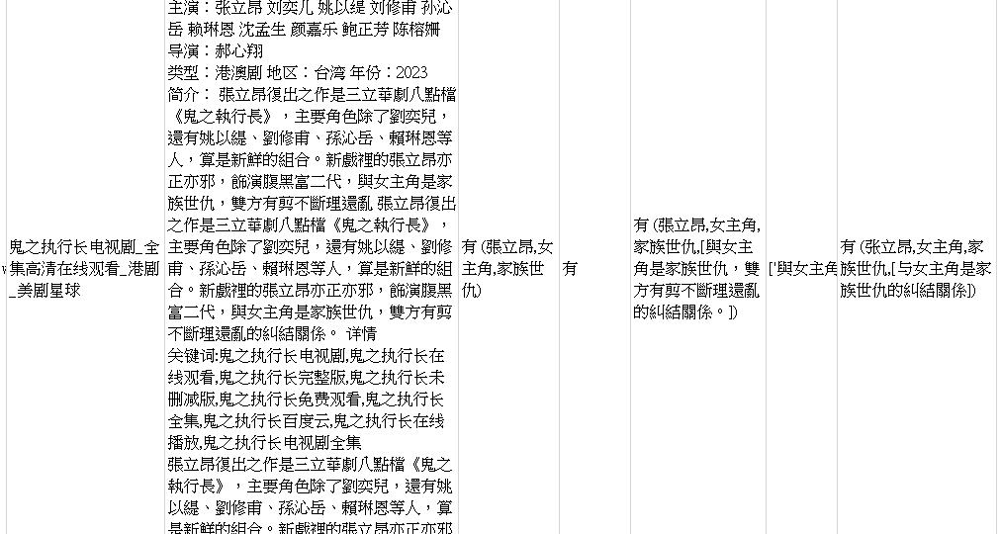 鬼之执行长电视剧_全
集高清在线观看_港剧
_美剧星球
主演：张立昂 刘奕儿 姚以缇 刘修甫 孙沁
岳 赖琳恩 沈孟生 颜嘉乐 鲍正芳 陈榕姗
导演：郝心翔
类型：港澳剧 地区：台湾 年份：2023
简介： 張立昂復出之作是三立華劇八點檔
《鬼之執行長》，主要角色除了劉奕兒，
還有姚以緹、劉修甫、孫沁岳、賴琳恩等
人，算是新鮮的組合。新戲裡的張立昂亦
正亦邪，飾演腹黑富二代，與女主角是家
族世仇，雙方有剪不斷理還亂 張立昂復出
之作是三立華劇八點檔《鬼之執行長》，
主要角色除了劉奕兒，還有姚以緹、劉修
甫、孫沁岳、賴琳恩等人，算是新鮮的組
合。新戲裡的張立昂亦正亦邪，飾演腹黑
富二代，與女主角是家族世仇，雙方有剪
不斷理還亂的糾結關係。 详情
关键词:鬼之执行长电视剧,鬼之执行长在
线观看,鬼之执行长完整版,鬼之执行长未
删减版,鬼之执行长免费观看,鬼之执行长
全集,鬼之执行长百度云,鬼之执行长在线
播放,鬼之执行长电视剧全集
張立昂復出之作是三立華劇八點檔《鬼之
執行長》，主要角色除了劉奕兒，還有姚
以緹、劉修甫、孫沁岳、賴琳恩等人，算
是新鮮的組合。新戲裡的張立昂亦正亦邪
有 (張立昂,女
主角,家族世
仇)
有
有 (張立昂,女主角,
家族世仇,[與女主
角是家族世仇，雙
方有剪不斷理還亂
的糾結關係。])
['與女主角
有 (张立昂,女主角,家
族世仇,[与女主角是家
族世仇的纠结关系])